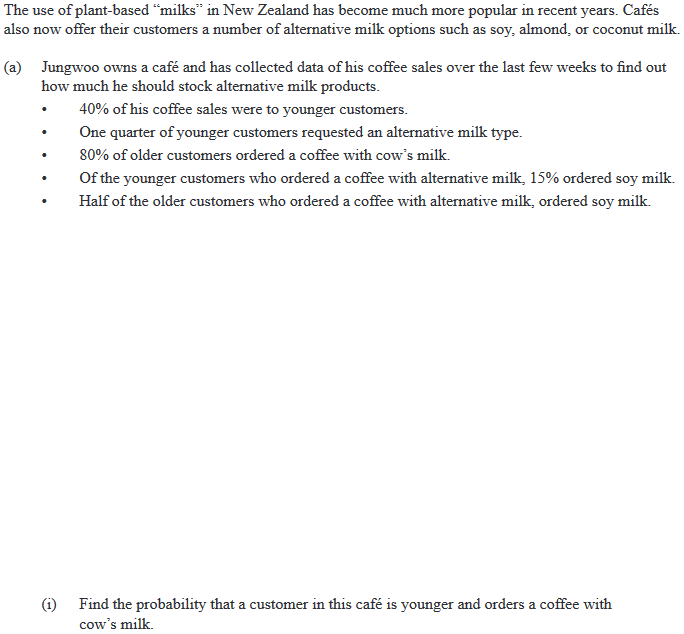 The use of plant-based “milks” in New Zealand has become much more popular in recent years. Cafés
also now offer their customers a number of alternative milk options such as soy, almond, or coconut milk.
(a) Jungwoo owns a café and has collected data of his coffee sales over the last few weeks to find out
how much he should stock alternative milk products.
• 40% of his coffee sales were to younger customers.
• One quarter of younger customers requested an alternative milk type.
• 80% of older customers ordered a coffee with cow’s milk.
• Of the younger customers who ordered a coffee with alternative milk, 15% ordered soy milk.
• Half of the older customers who ordered a coffee with alternative milk, ordered soy milk.
(i) Find the probability that a customer in this café is younger and orders a coffee with
cow’s milk.